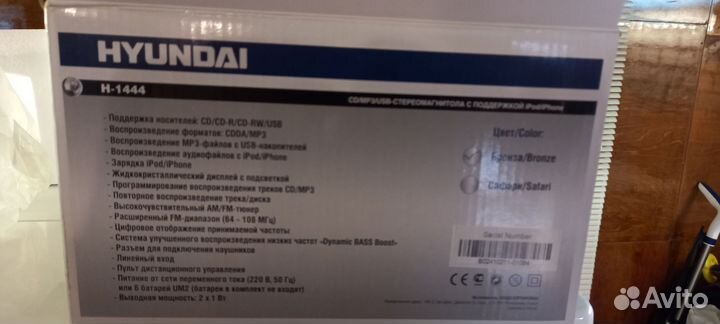 HYUNDAI
H-1444
CD/MP3/USB-СТЕРЕОМАГНИТОЛА С ПОДДЕРЖКОЙ iPod/iPhone
- Поддержка носителей: CD/CD-R/CD-RW/USB
- Воспроизведение форматов: CDDA/MP3
- Воспроизведение MP3-файлов с USB-накопителей
- Воспроизведение аудиофайлов с iPod/iPhone
- Зарядка iPod/iPhone
- Жидкокристаллический дисплей с подсветкой
- Программирование воспроизведения треков CD/MP3
- Повторное воспроизведение трека/диска
- Высокочувствительный AM/FM-тюнер
- Расширенный FM-диапазон (64 - 108 МГц)
- Цифровое отображение принимаемой частоты
- Система улучшенного воспроизведения низких частот «Dynamic BASS Boost»
- Разъем для подключения наушников
- Линейный вход
- Пульт дистанционного управления
- Питание от сети переменного тока (220 В, 50 Гц)
или 6 батарей UM2 (батареи в комплект не входят)
- Выходная мощность: 2 x 1 Вт
Цвет/Color:
Бронза/Bronze
Сафари/Safari
Serial Number
CE
Avito